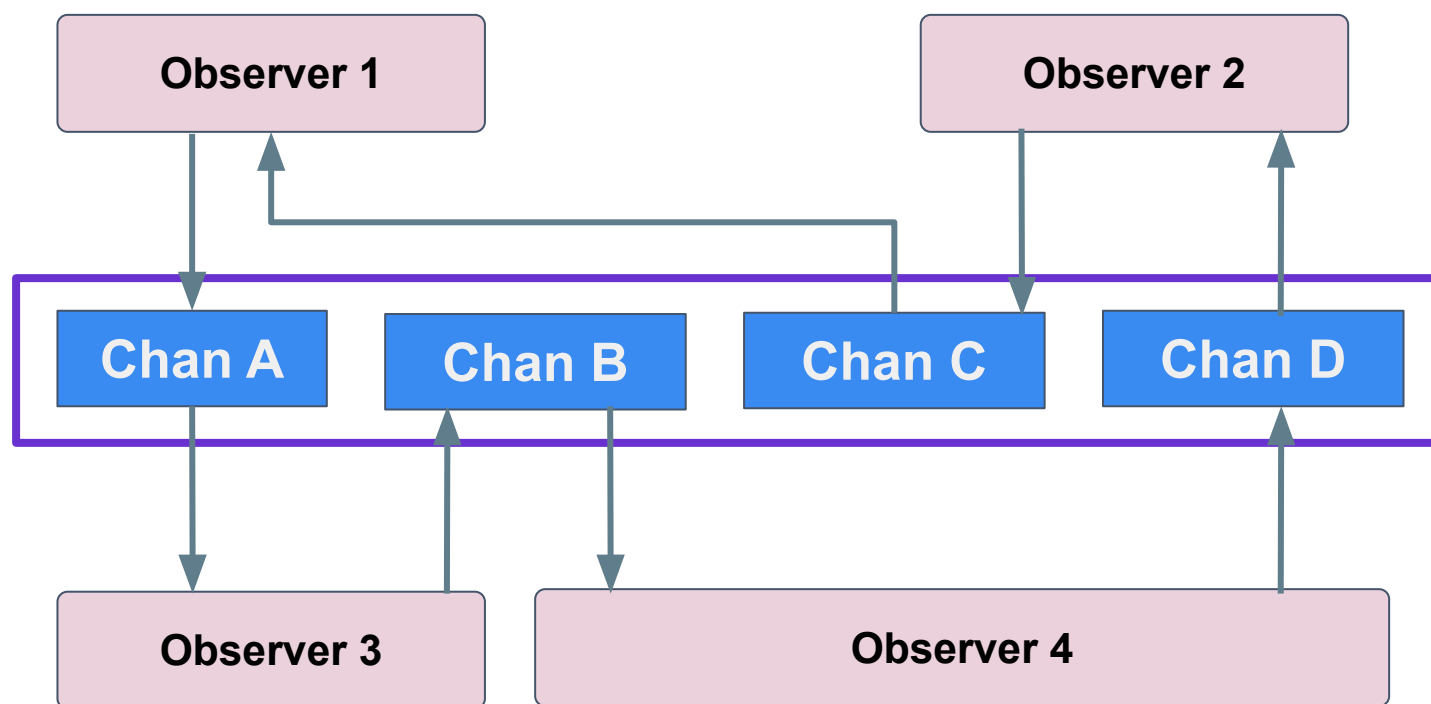 Observer 1
Observer 2
Chan A
Chan B
Chan C
Chan D
Observer 3
Observer 4